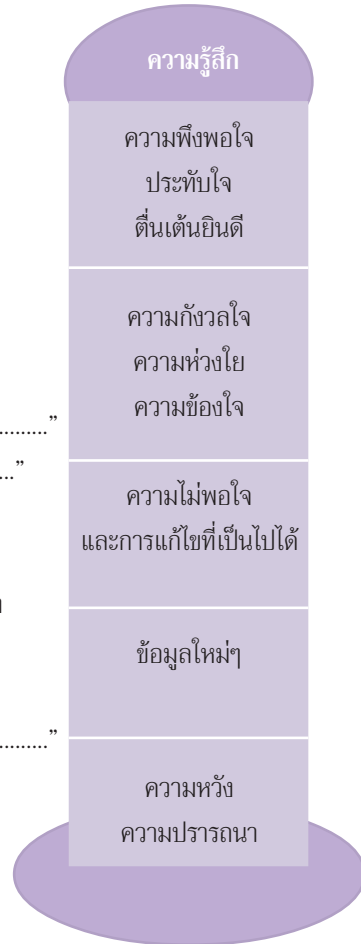 ความรู้สึก
ความพึงพอใจ
ประทับใจ
ตื่นเต้นยินดี
ความกังวลใจ
ความห่วงใย
ความข้องใจ
.........”
...”
ความไม่พอใจ
และการแก้ไขที่เป็นไปได้
ข้อมูลใหม่ๆ
.........”
ความหวัง
ความปรารถนา